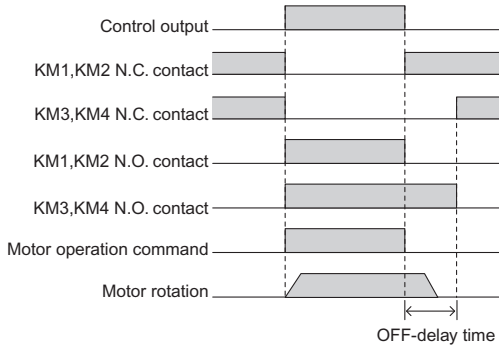 Control output
KM1,KM2 N.C. contact
KM3,KM4 N.C. contact
KM1,KM2 N.O. contact
KM3,KM4 N.O. contact
Motor operation command
Motor rotation
OFF-delay time